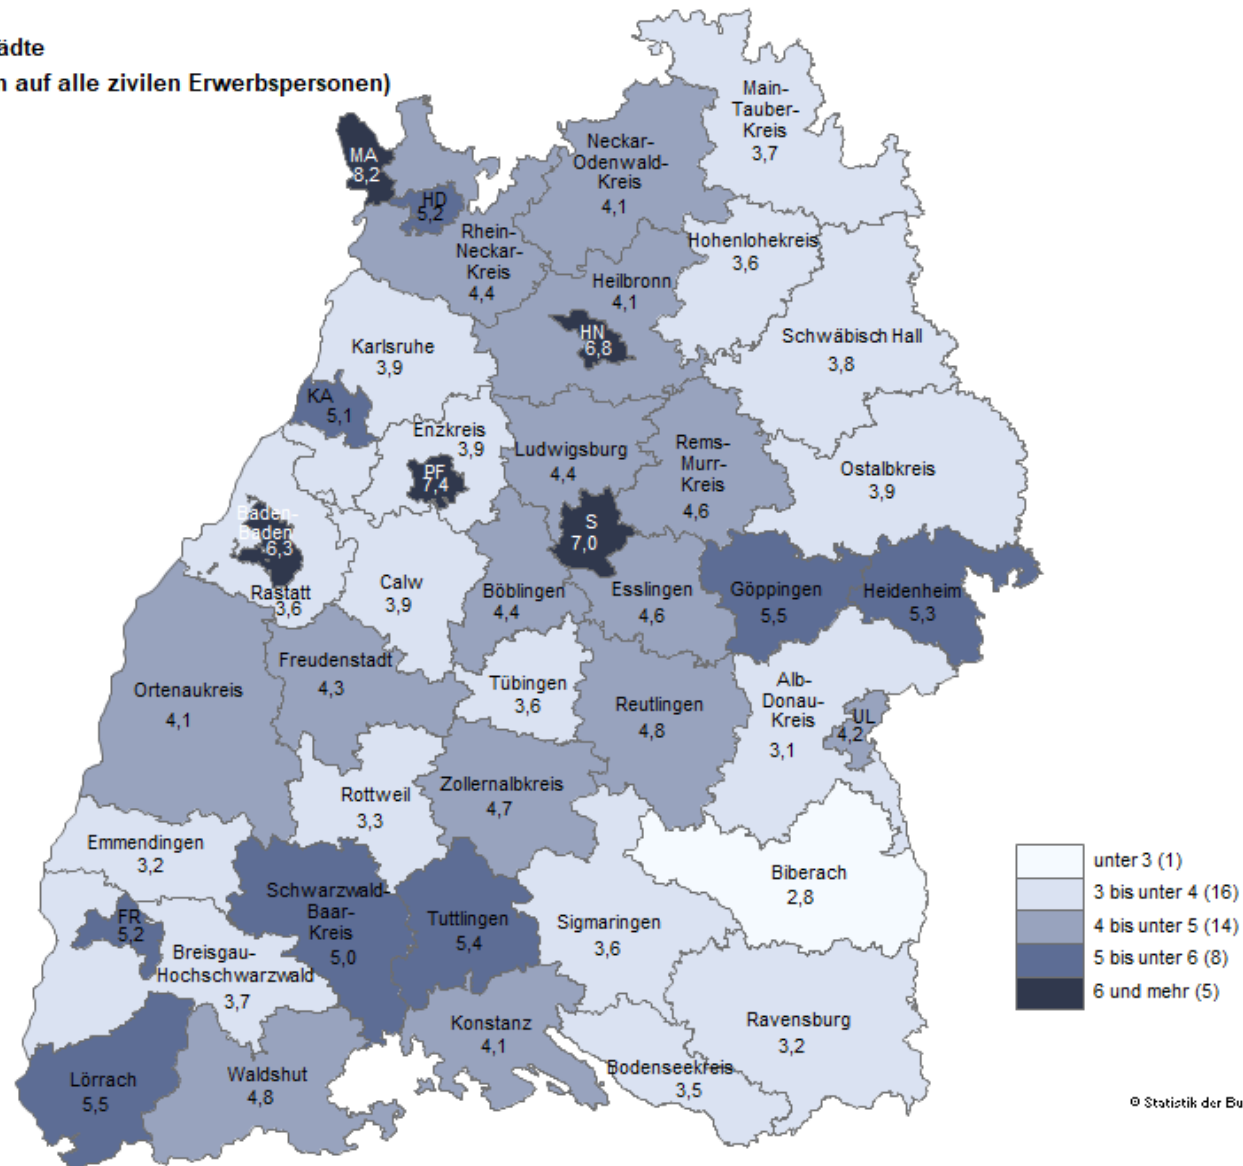 ädte
n auf alle zivilen Erwerbspersonen)
Main-
Tauber-
Kreis
3,7
MA
8,2
Neckar-
Odenwald-
Kreis
4,1
HD
5,2
Rhein-
Neckar-
Kreis
4,4
Hohenlohekreis
3,6
Heilbronn
4,1
HN
6,8
Schwäbisch Hall
3,8
Karlsruhe
3,9
KA
5,1
Enzkreis
3,9
PF
7,4
Ludwigsburg
4,4
Rems-
Murr-
Kreis
4,6
Ostalbkreis
3,9
Baden-
Baden
6,3
Rastatt
3,6
S
7,0
Calw
3,9
Böblingen
4,4
Esslingen
4,6
Göppingen
5,5
Heidenheim
5,3
Ortenaukreis
4,1
Freudenstadt
4,3
Tübingen
3,6
Reutlingen
4,8
Alb-
Donau-
Kreis
3,1
UL
4,2
Rottweil
3,3
Zollernalbkreis
4,7
Emmendingen
3,2
Biberach
2,8
Schwarzwald-
Baar-
Kreis
5,0
Tuttlingen
5,4
Sigmaringen
3,6
FR
5,2
Breisgau-
Hochschwarzwald
3,7
Konstanz
4,1
Ravensburg
3,2
Bodenseekreis
3,5
Lörrach
5,5
Waldshut
4,8
unter 3 (1)
3 bis unter 4 (16)
4 bis unter 5 (14)
5 bis unter 6 (8)
6 und mehr (5)
© Statistik der Bu